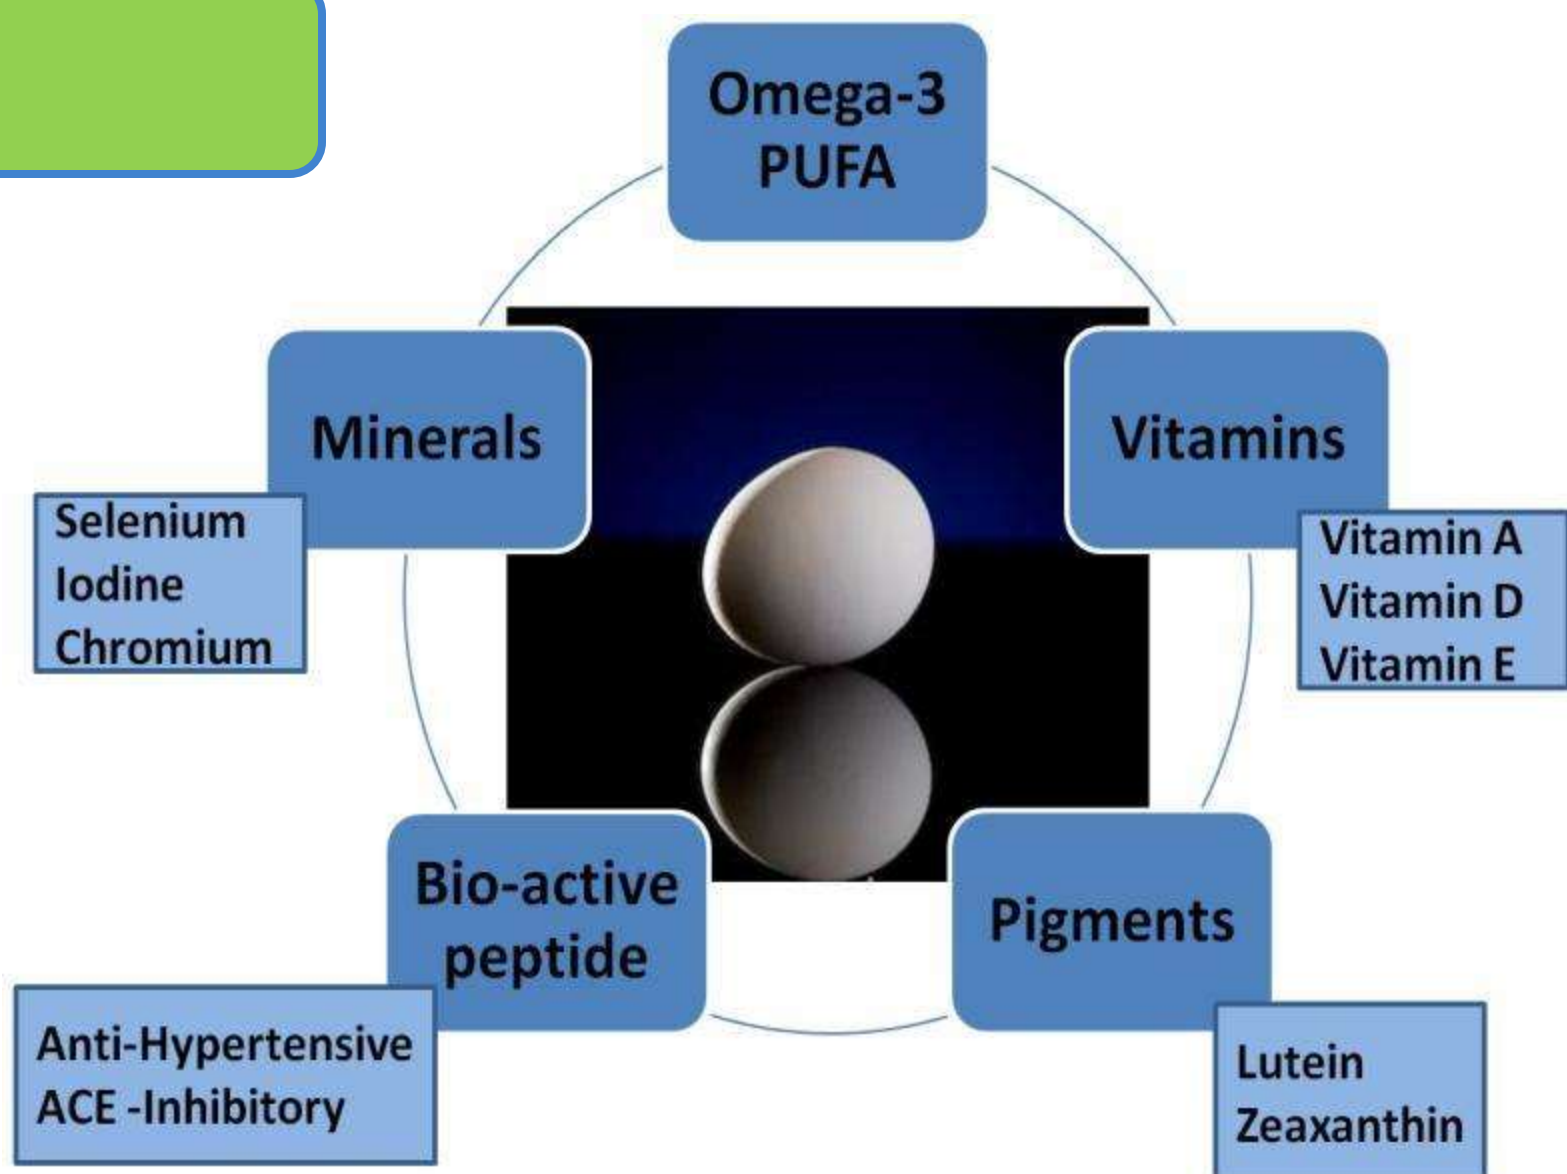 Omega-3
PUFA
Minerals
Selenium
Iodine
Chromium
Vitamins
Vitamin A
Vitamin D
Vitamin E
Bio-active
peptide
Anti-Hypertensive
ACE -Inhibitory
Pigments
Lutein
Zeaxanthin